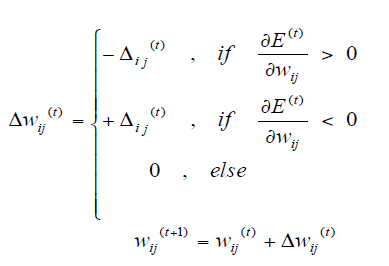 Δw_ij^(t) = { −Δ_ij^(t) , if ∂E^(t)/∂w_ij > 0
+Δ_ij^(t) , if ∂E^(t)/∂w_ij < 0
0 , else
w_ij^(t+1) = w_ij^(t) + Δw_ij^(t)